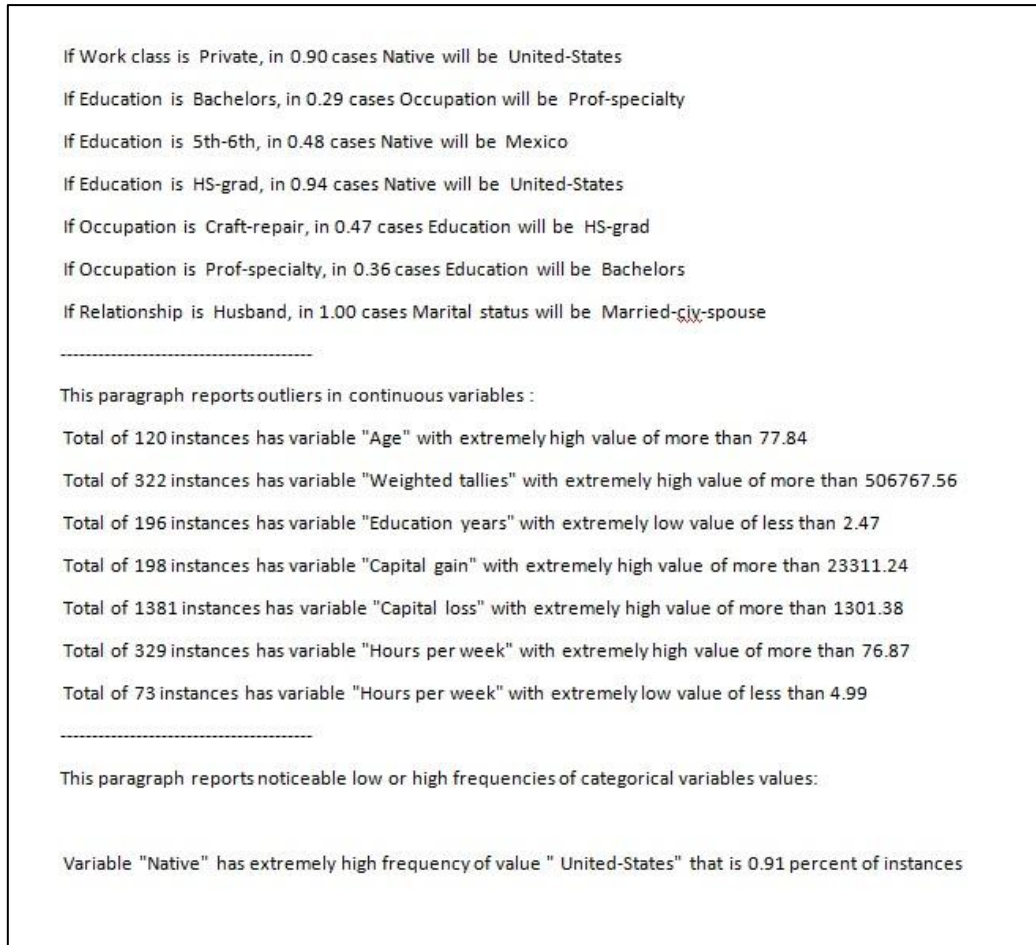 If Work class is Private, in 0.90 cases Native will be United-States
If Education is Bachelors, in 0.29 cases Occupation will be Prof-specialty
If Education is 5th-6th, in 0.48 cases Native will be Mexico
If Education is HS-grad, in 0.94 cases Native will be United-States
If Occupation is Craft-repair, in 0.47 cases Education will be HS-grad
If Occupation is Prof-specialty, in 0.36 cases Education will be Bachelors
If Relationship is Husband, in 1.00 cases Marital status will be Married-civ-spouse
----------------------------------------
This paragraph reports outliers in continuous variables :
Total of 120 instances has variable "Age" with extremely high value of more than 77.84
Total of 322 instances has variable "Weighted tallies" with extremely high value of more than 506767.56
Total of 196 instances has variable "Education years" with extremely low value of less than 2.47
Total of 198 instances has variable "Capital gain" with extremely high value of more than 23311.24
Total of 1381 instances has variable "Capital loss" with extremely high value of more than 1301.38
Total of 329 instances has variable "Hours per week" with extremely high value of more than 76.87
Total of 73 instances has variable "Hours per week" with extremely low value of less than 4.99
----------------------------------------
This paragraph reports noticeable low or high frequencies of categorical variables values:
Variable "Native" has extremely high frequency of value " United-States" that is 0.91 percent of instances